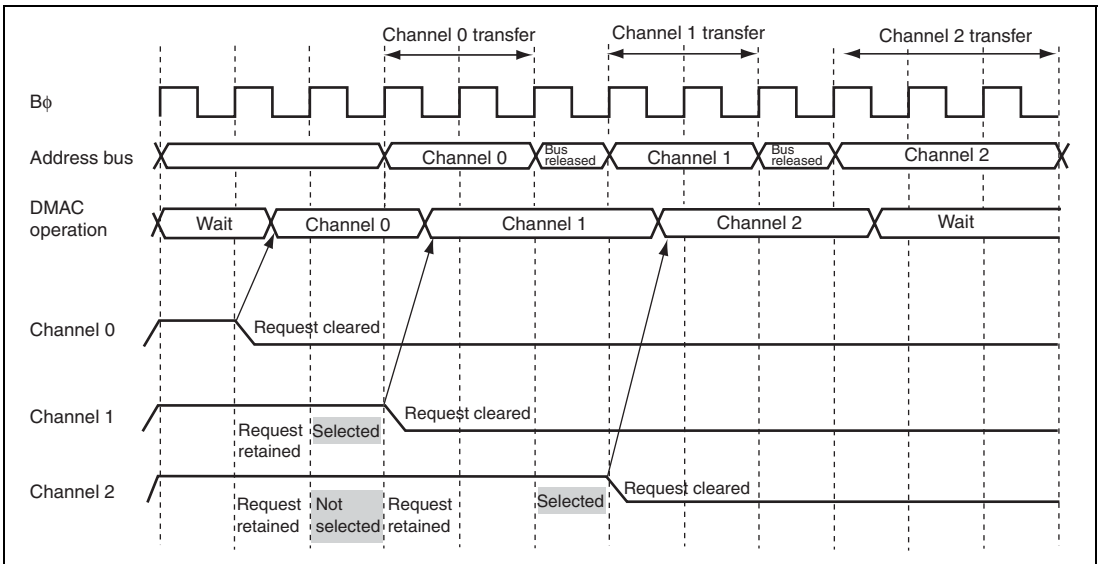 Channel 0 transfer
Channel 1 transfer
Channel 2 transfer
Bϕ
Address bus
Channel 0
Bus
released
Channel 1
Bus
released
Channel 2
DMAC
operation
Wait
Channel 0
Channel 1
Channel 2
Wait
Channel 0
Request cleared
Channel 1
Request cleared
Request
retained
Selected
Channel 2
Request cleared
Request
retained
Not
selected
Request
retained
Selected